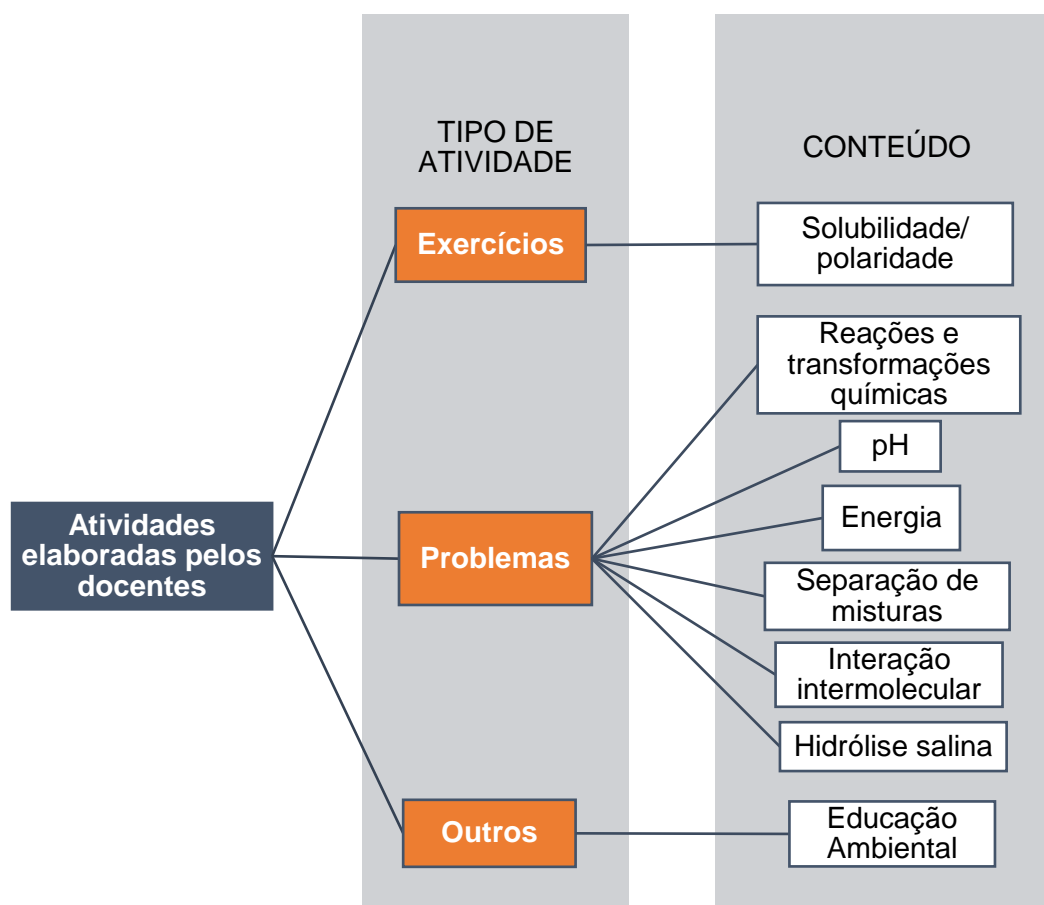 TIPO DE
ATIVIDADE
CONTEÚDO
Exercícios
Solubilidade/
polaridade
Reações e
transformações
químicas
pH
Energia
Atividades
elaboradas pelos
docentes
Problemas
Separação de
misturas
Interação
intermolecular
Hidrólise salina
Outros
Educação
Ambiental